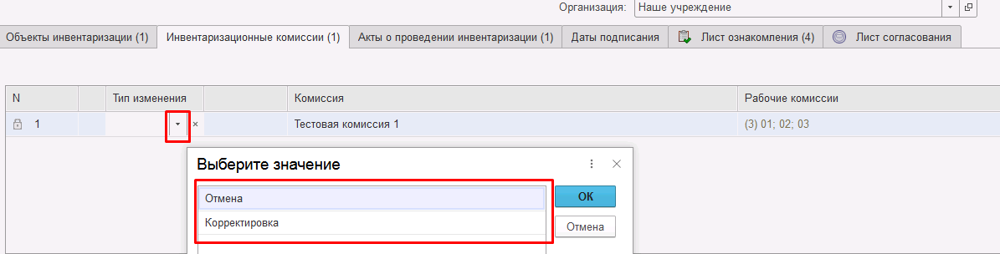 Организация: Наше учреждение
Объекты инвентаризации (1) Инвентаризационные комиссии (1) Акты о проведении инвентаризации (1) Даты подписания Лист ознакомления (4) Лист согласования
N Тип изменения Комиссия Рабочие комиссии
1 Тестовая комиссия 1 (3) 01; 02; 03
Выберите значение
Отмена ОК
Корректировка Отмена